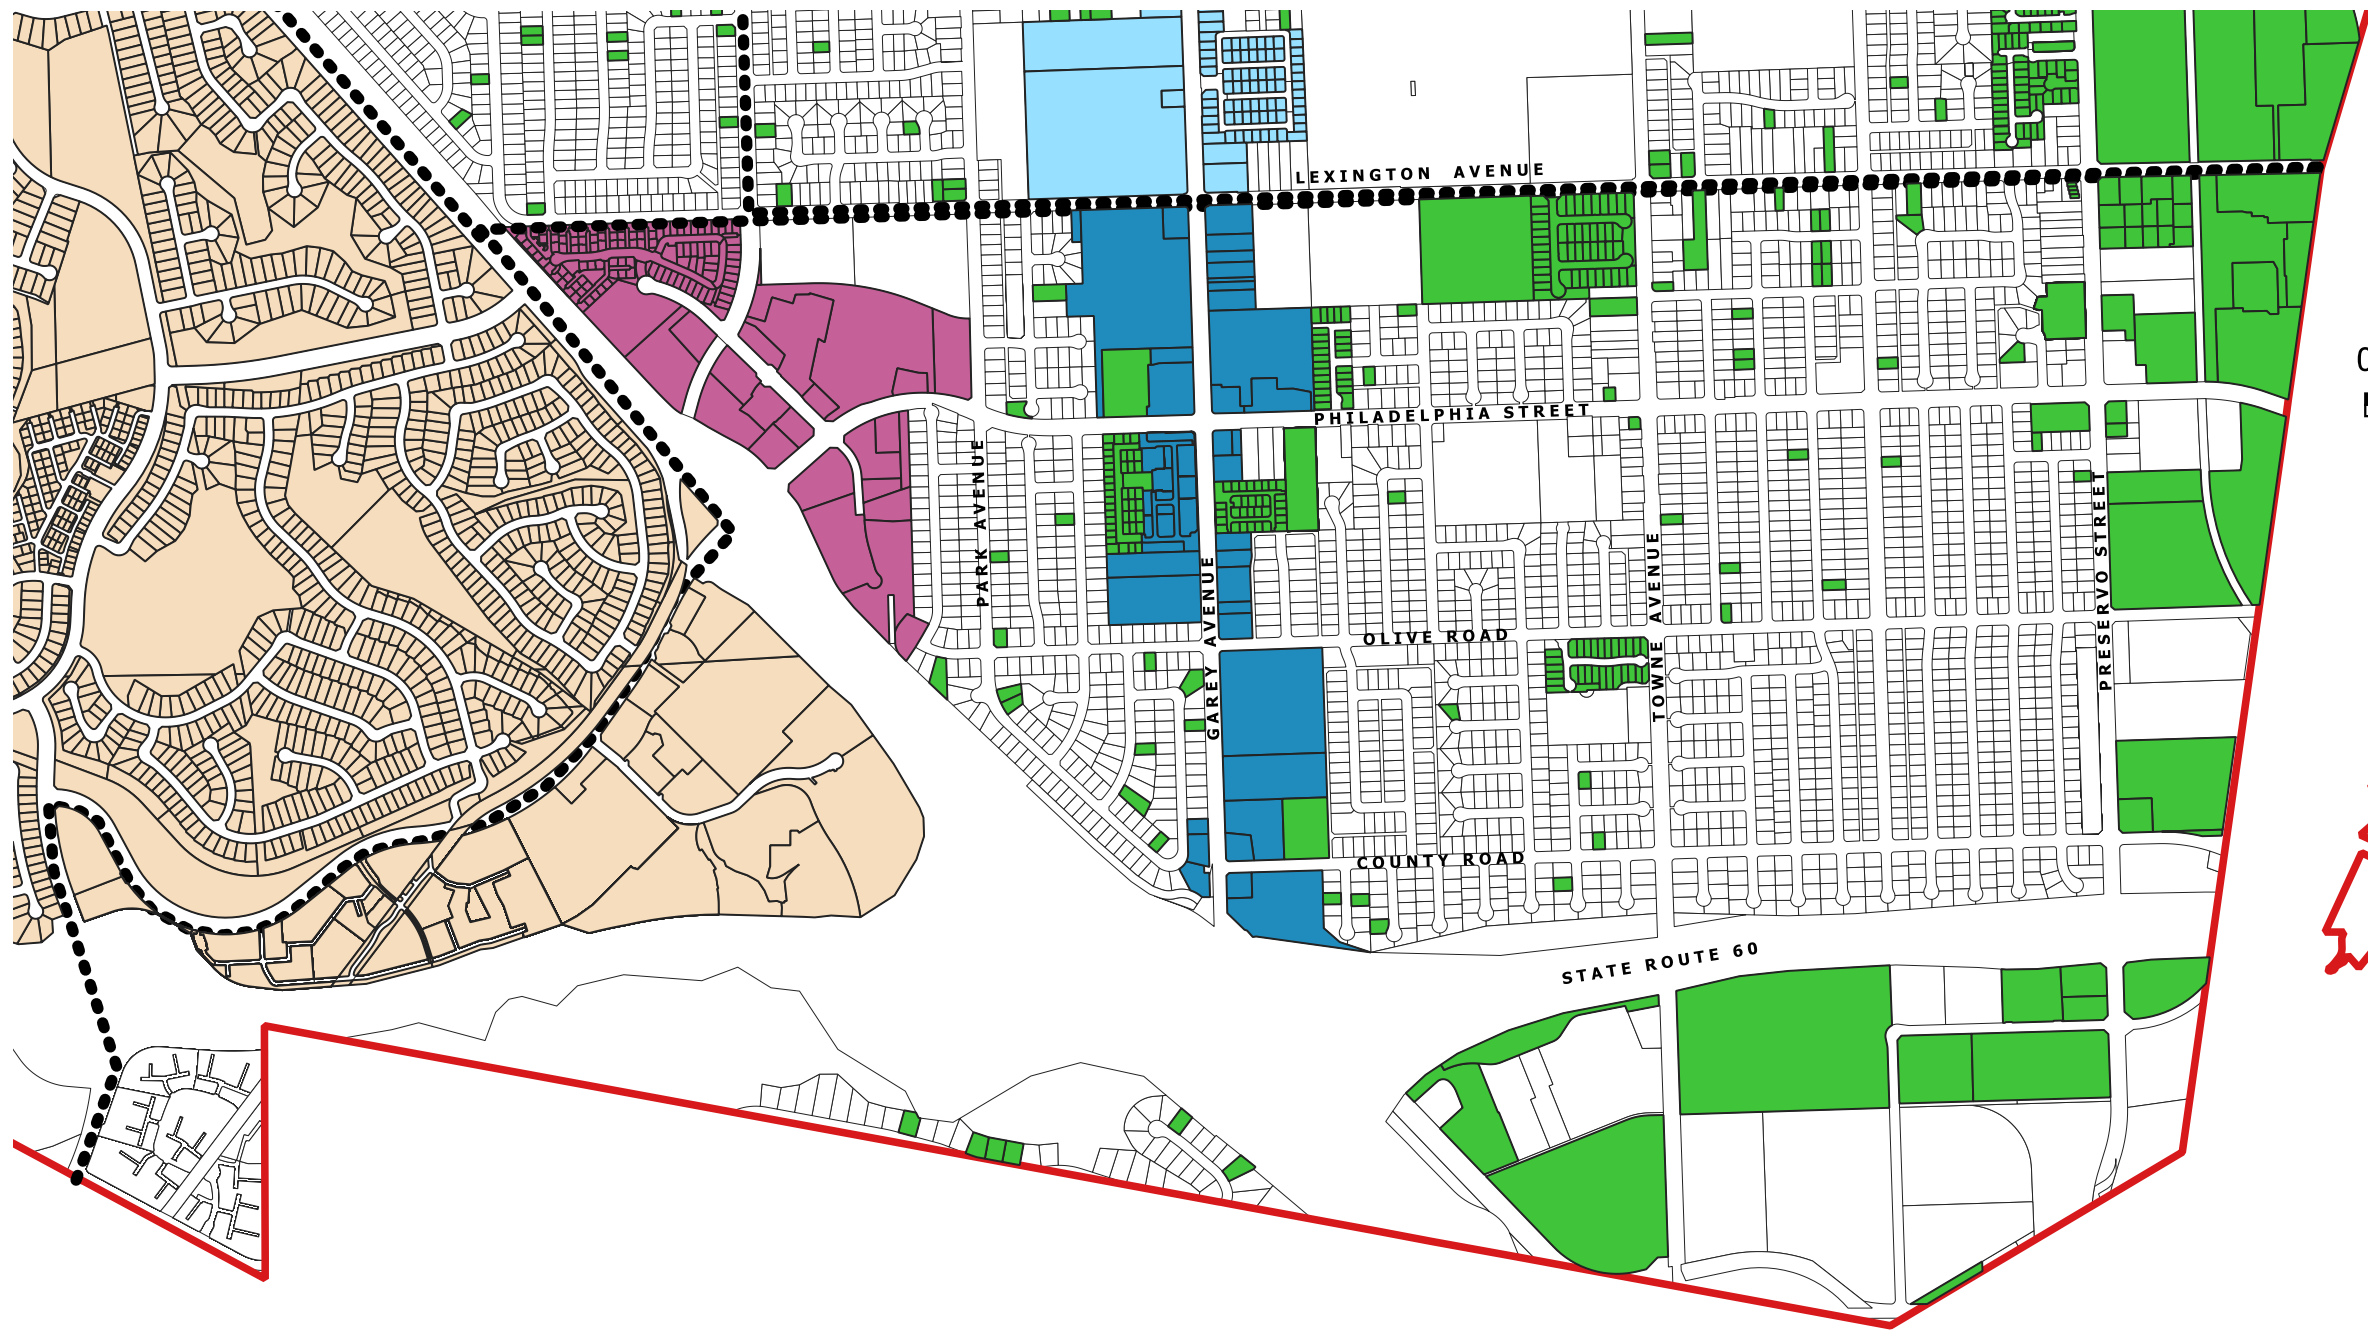 LEXINGTON AVENUE
PHILADELPHIA STREET
PARK AVENUE
GAREY AVENUE
OLIVE ROAD
TOWNE AVENUE
PRESERVO STREET
COUNTY ROAD
STATE ROUTE 60